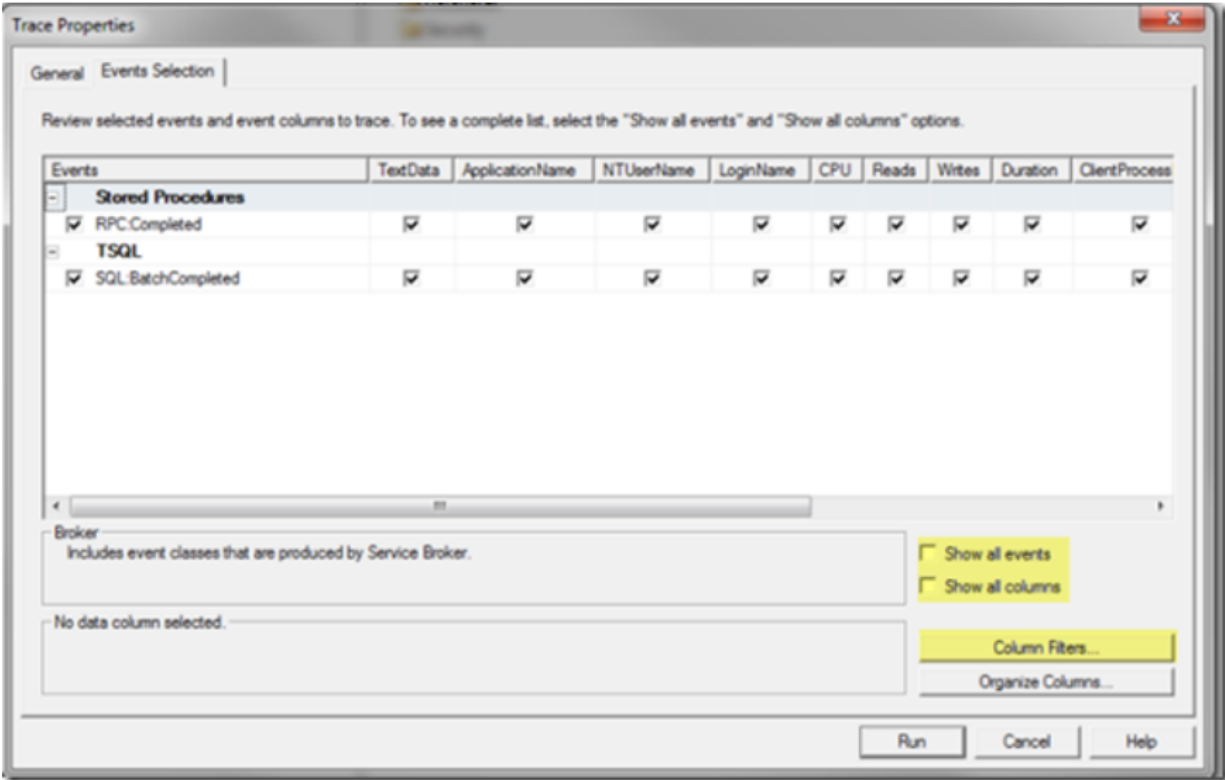 Trace Properties
General Events Selection
Review selected events and event columns to trace. To see a complete list, select the "Show all events" and "Show all columns" options.
Events TextData ApplicationName NTUserName LoginName CPU Reads Writes Duration ClientProcess
Stored Procedures
RPC:Completed
TSQL
SQL:BatchCompleted
Broker
Includes event classes that are produced by Service Broker.
Show all events
Show all columns
No data column selected.
Column Filters...
Organize Columns...
Run Cancel Help